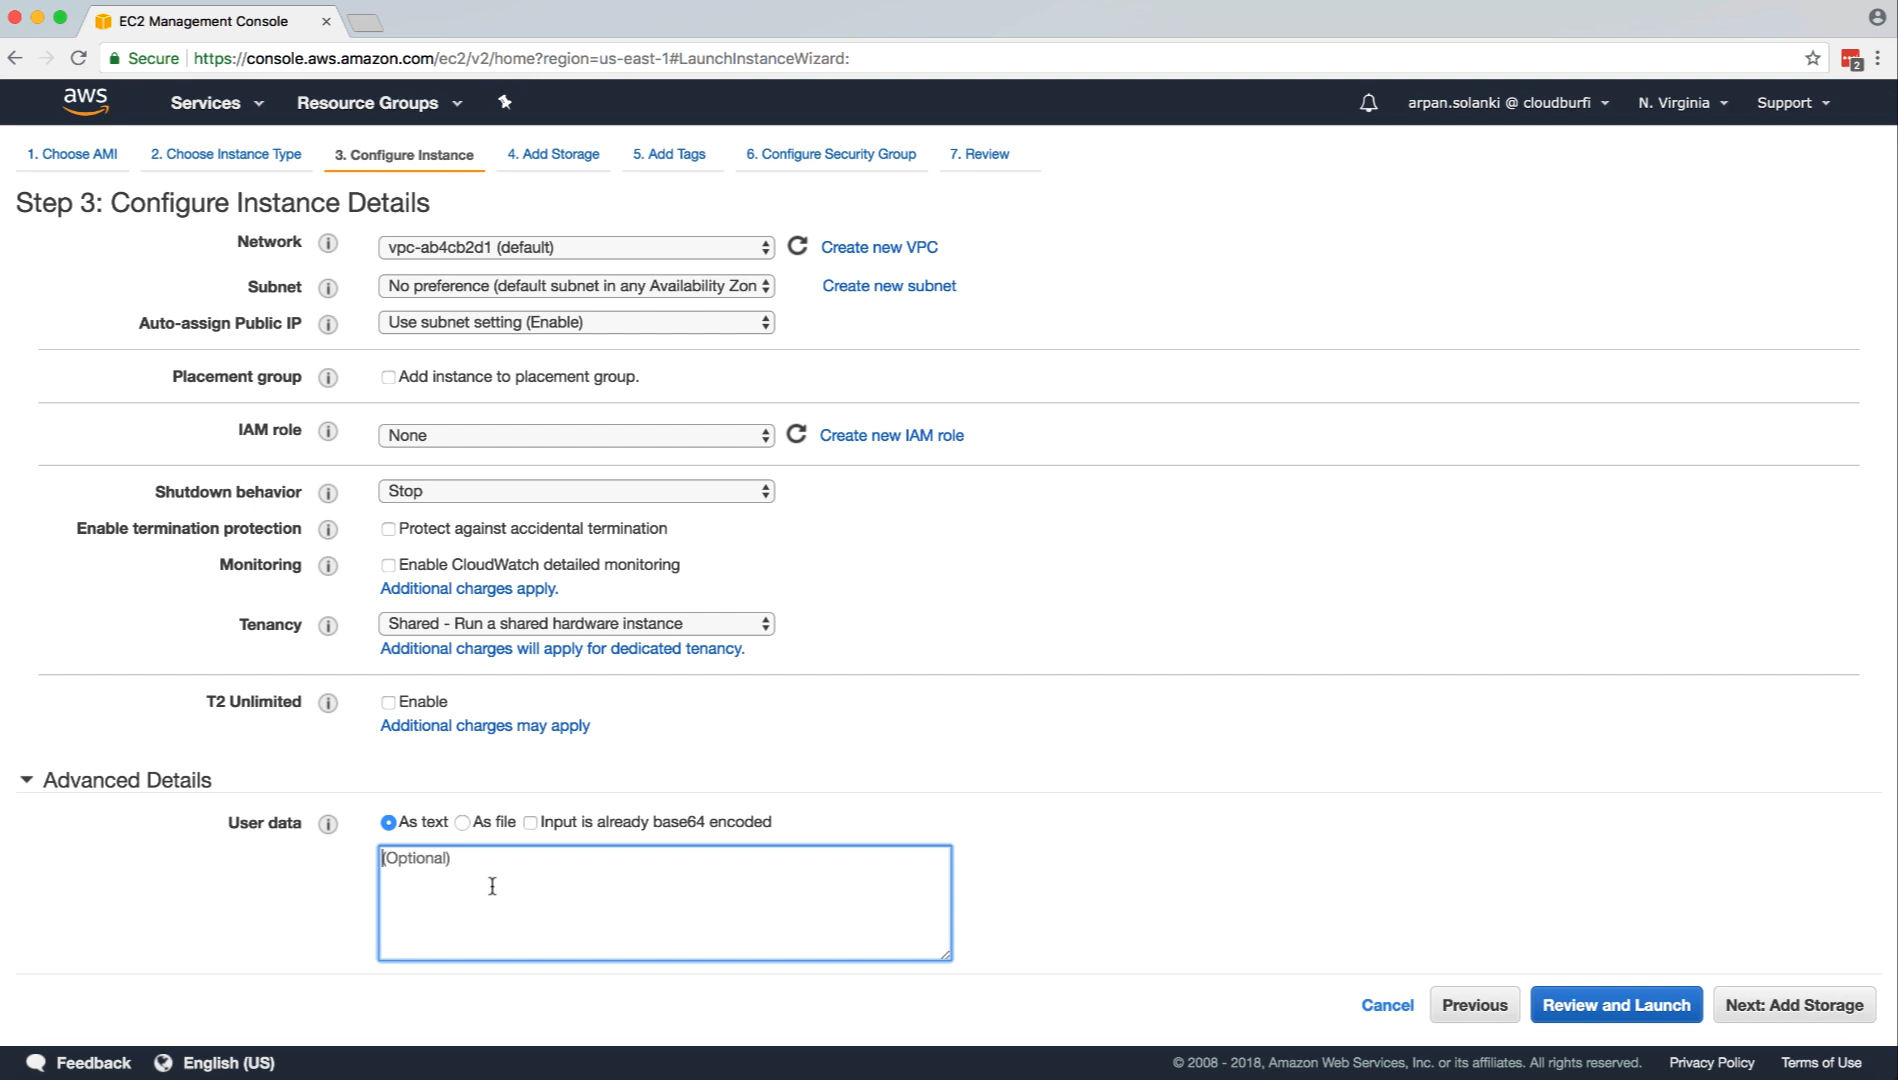 EC2 Management Console
Secure https://console.aws.amazon.com/ec2/v2/home?region=us-east-1#LaunchInstanceWizard:
2
aws Services Resource Groups arpan.solanki @ cloudburfi N. Virginia Support
1. Choose AMI 2. Choose Instance Type 3. Configure Instance 4. Add Storage 5. Add Tags 6. Configure Security Group 7. Review
Step 3: Configure Instance Details
Network vpc-ab4cb2d1 (default) Create new VPC
Subnet No preference (default subnet in any Availability Zon Create new subnet
Auto-assign Public IP Use subnet setting (Enable)
Placement group Add instance to placement group.
IAM role None Create new IAM role
Shutdown behavior Stop
Enable termination protection Protect against accidental termination
Monitoring Enable CloudWatch detailed monitoring
Additional charges apply.
Tenancy Shared - Run a shared hardware instance
Additional charges will apply for dedicated tenancy.
T2 Unlimited Enable
Additional charges may apply
Advanced Details
User data As text As file Input is already base64 encoded
(Optional)
Cancel Previous Review and Launch Next: Add Storage
Feedback English (US) © 2008 - 2018, Amazon Web Services, Inc. or its affiliates. All rights reserved. Privacy Policy Terms of Use